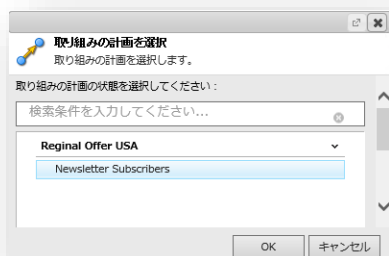 取り組みの計画を選択
取り組みの計画を選択します。
取り組みの計画の状態を選択してください :
検索条件を入力してください...
Reginal Offer USA
Newsletter Subscribers
OK
キャンセル